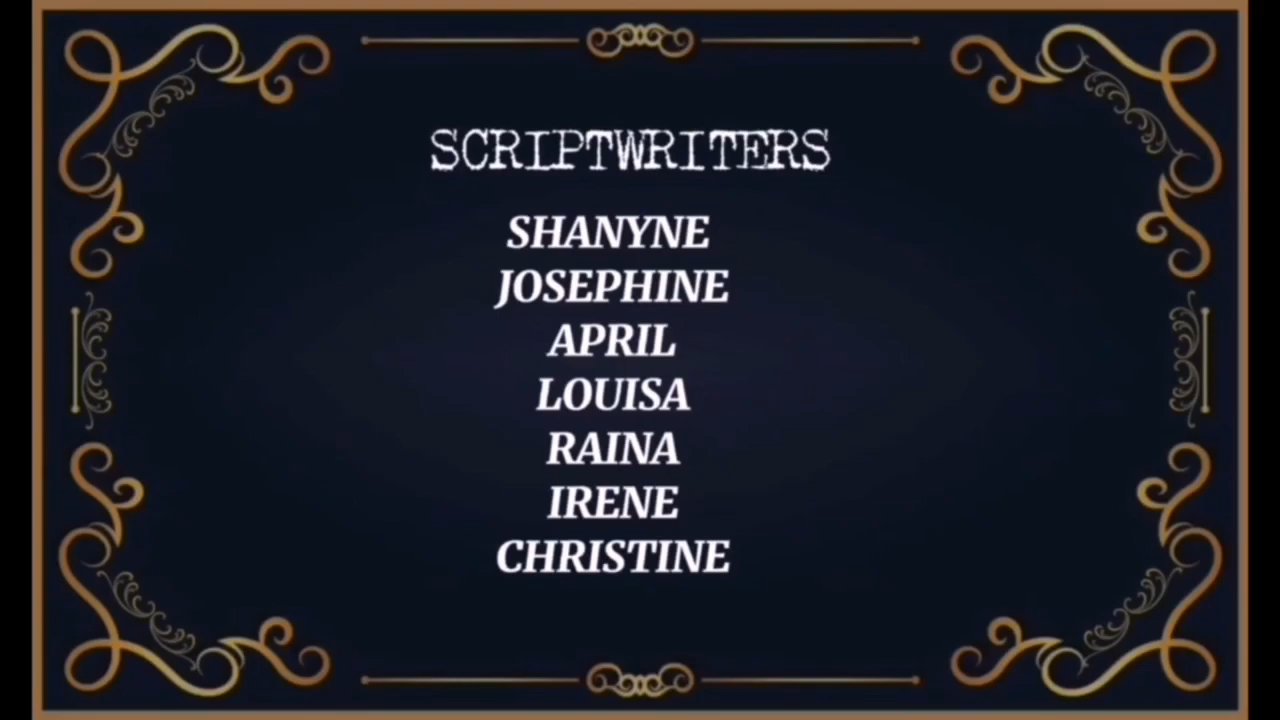 SCRIPTWRITERS
SHANYNE
JOSEPHINE
APRIL
LOUISA
RAINA
IRENE
CHRISTINE